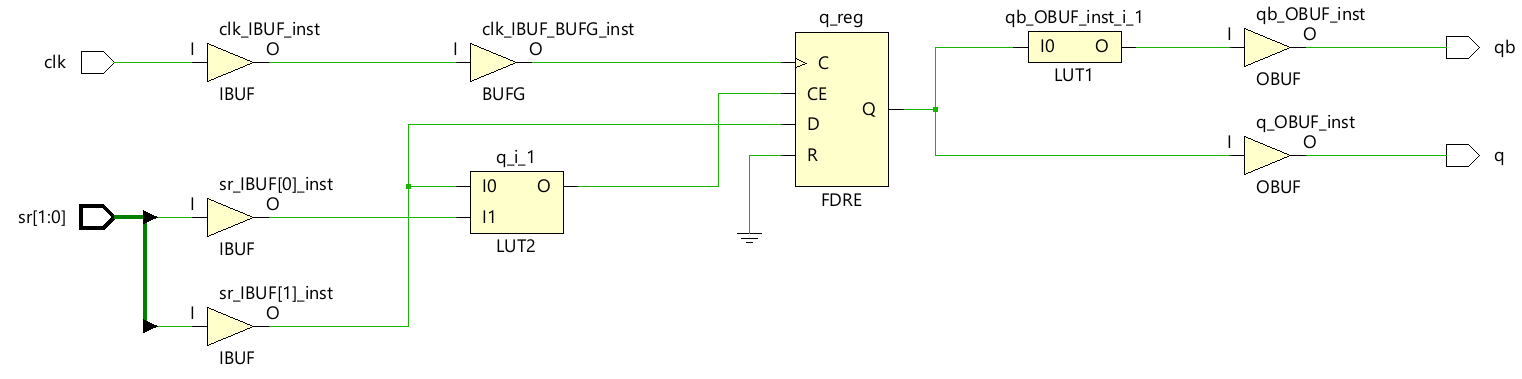 clk
I
clk_IBUF_inst
O
IBUF
I
clk_IBUF_BUFG_inst
O
BUFG
q_reg
C
CE
D
R
Q
FDRE
qb_OBUF_inst_i_1
I0
O
LUT1
I
qb_OBUF_inst
O
OBUF
qb
I
q_OBUF_inst
O
OBUF
q
sr[1:0]
I
sr_IBUF[0]_inst
O
IBUF
q_i_1
I0
O
I1
LUT2
I
sr_IBUF[1]_inst
O
IBUF